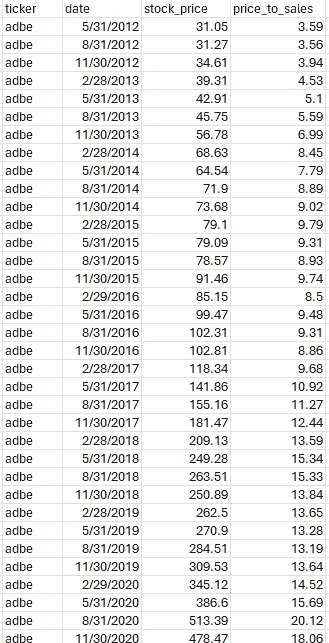 ticker date stock_price price_to_sales
adbe 5/31/2012 31.05 3.59
adbe 8/31/2012 31.27 3.56
adbe 11/30/2012 34.61 3.94
adbe 2/28/2013 39.31 4.53
adbe 5/31/2013 42.91 5.1
adbe 8/31/2013 45.75 5.59
adbe 11/30/2013 56.78 6.99
adbe 2/28/2014 68.63 8.45
adbe 5/31/2014 64.54 7.79
adbe 8/31/2014 71.9 8.89
adbe 11/30/2014 73.68 9.02
adbe 2/28/2015 79.1 9.79
adbe 5/31/2015 79.09 9.31
adbe 8/31/2015 78.57 8.93
adbe 11/30/2015 91.46 9.74
adbe 2/29/2016 85.15 8.5
adbe 5/31/2016 99.47 9.48
adbe 8/31/2016 102.31 9.31
adbe 11/30/2016 102.81 8.86
adbe 2/28/2017 118.34 9.68
adbe 5/31/2017 141.86 10.92
adbe 8/31/2017 155.16 11.27
adbe 11/30/2017 181.47 12.44
adbe 2/28/2018 209.13 13.59
adbe 5/31/2018 249.28 15.34
adbe 8/31/2018 263.51 15.33
adbe 11/30/2018 250.89 13.84
adbe 2/28/2019 262.5 13.65
adbe 5/31/2019 270.9 13.28
adbe 8/31/2019 284.51 13.19
adbe 11/30/2019 309.53 13.64
adbe 2/29/2020 345.12 14.52
adbe 5/31/2020 386.6 15.69
adbe 8/31/2020 513.39 20.12
adbe 11/30/2020 478.47 18.06